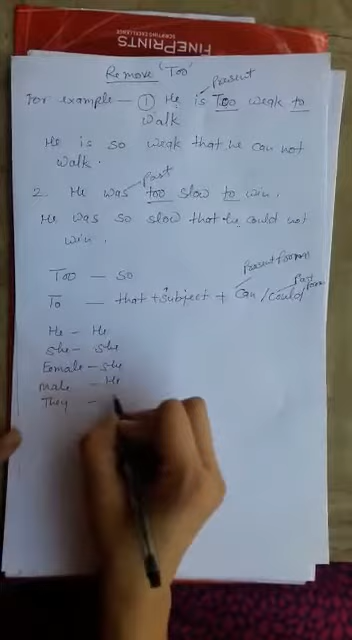 FINEPRINTS
Remove 'Too'
Present
For example - ① He is Too weak to
walk
He is so weak that he can not
walk.
Past
2. He was too slow to win.
He was so slow that he could not
win.
Present form
Past form
Too - so
To - that + subject + can / could
He - He
She - she
Female - she
Male - He
They -